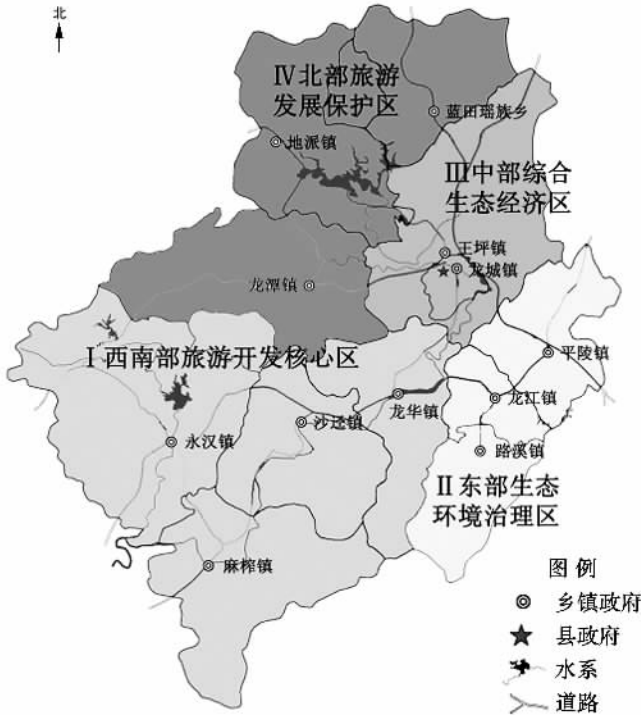 北
IV北部旅游
发展保护区
蓝田瑶族乡
地派镇
III中部综合
生态经济区
王坪镇
龙城镇
龙潭镇
I西南部旅游开发核心区
平陵镇
龙华镇
龙江镇
沙迳镇
永汉镇
路溪镇
II东部生态
环境治理区
麻榨镇
图例
乡镇政府
县政府
水系
道路